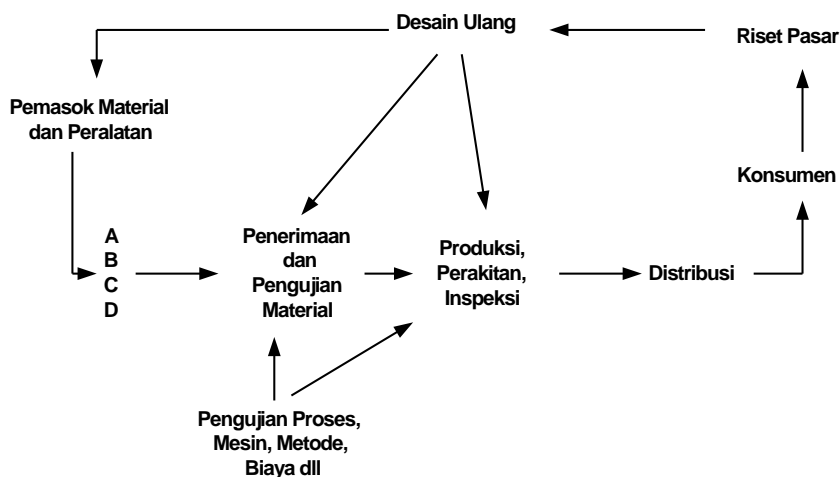 Desain Ulang
Riset Pasar
Pemasok Material
dan Peralatan
Konsumen
A
B
C
D
Penerimaan
dan
Pengujian
Material
Produksi,
Perakitan,
Inspeksi
Distribusi
Pengujian Proses,
Mesin, Metode,
Biaya dll